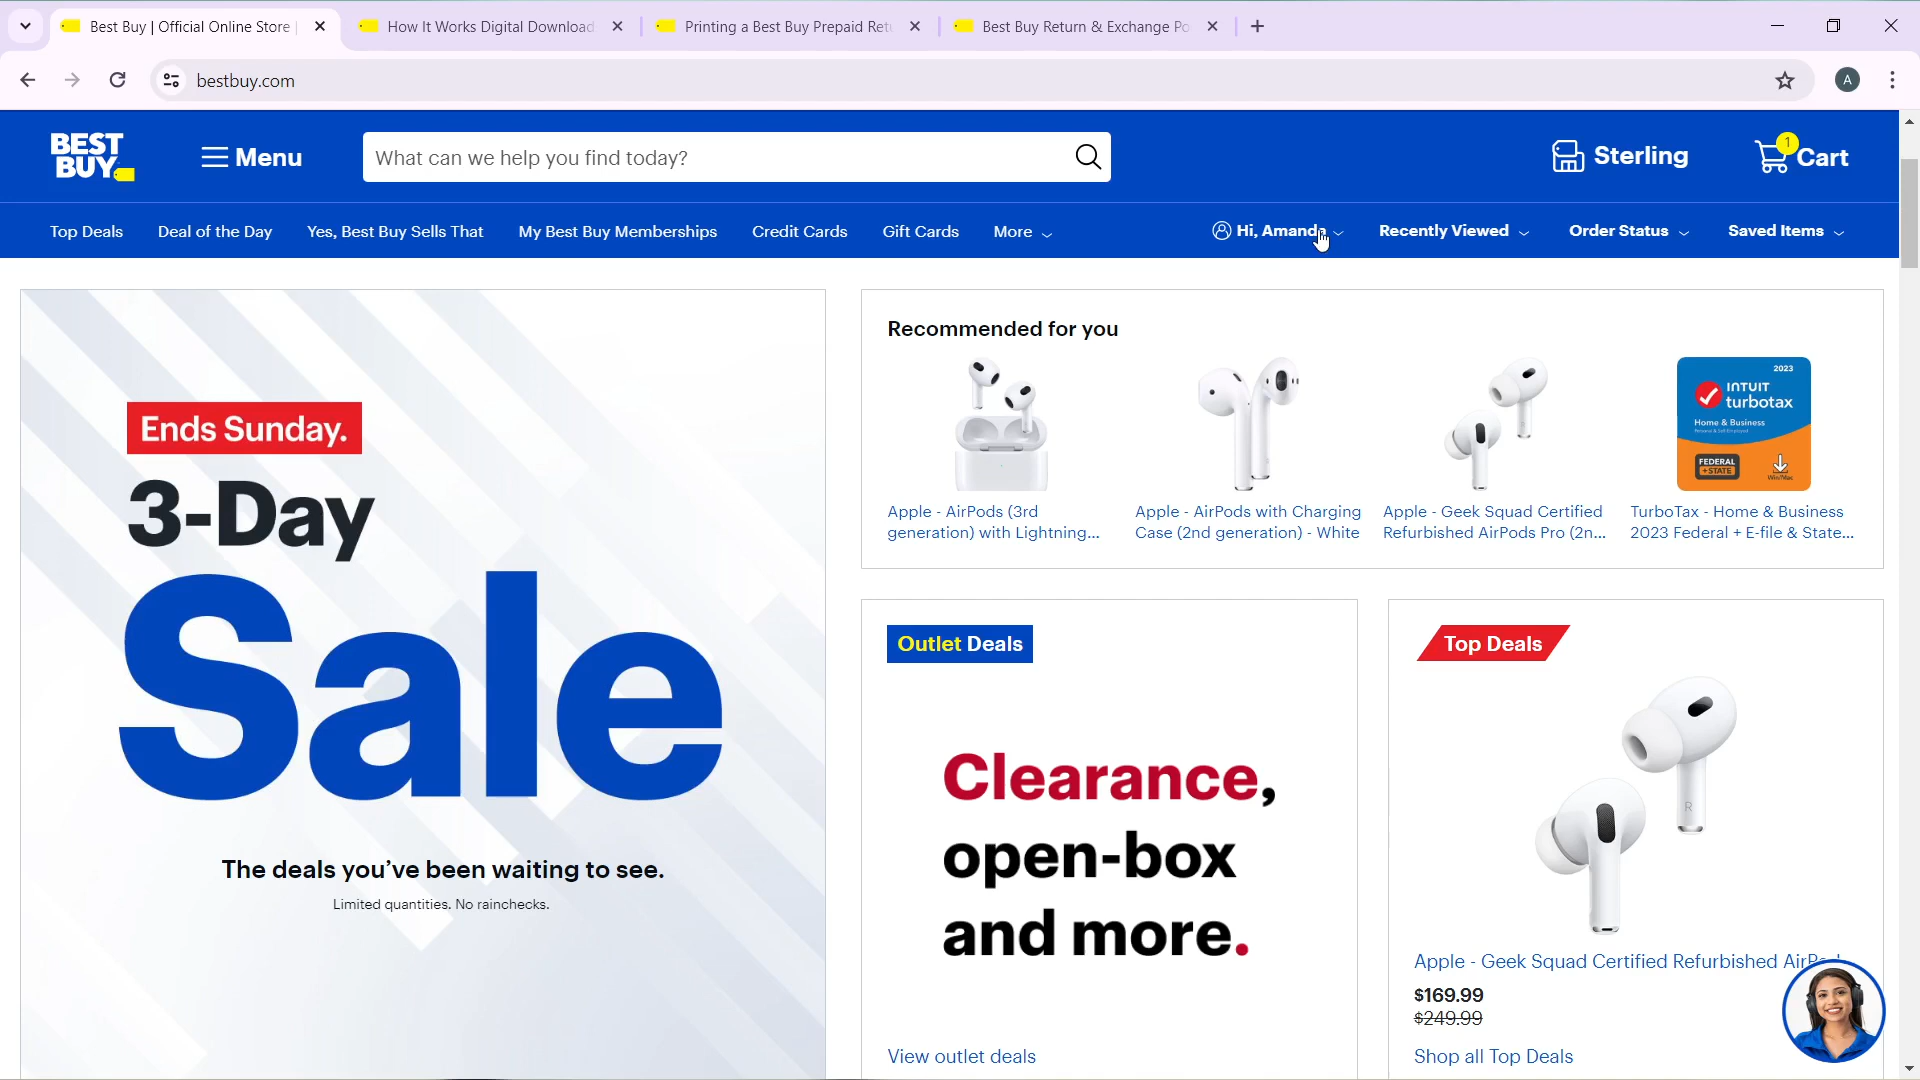 Best Buy | Official Online Store |
How It Works Digital Download
Printing a Best Buy Prepaid Ret
Best Buy Return & Exchange Po
bestbuy.com
A
BEST BUY
Menu
What can we help you find today?
Sterling
1
Cart
Top Deals
Deal of the Day
Yes, Best Buy Sells That
My Best Buy Memberships
Credit Cards
Gift Cards
More
Hi, Amanda
Recently Viewed
Order Status
Saved Items
Ends Sunday.
3-Day
Sale
The deals you've been waiting to see.
Limited quantities. No rainchecks.
Recommended for you
2023
INTUIT
turbotax
Home & Business
FEDERAL
+ STATE
Win/Mac
Apple - AirPods (3rd
generation) with Lightning...
Apple - AirPods with Charging
Case (2nd generation) - White
Apple - Geek Squad Certified
Refurbished AirPods Pro (2n...
TurboTax - Home & Business
2023 Federal + E-file & State...
Outlet Deals
Clearance,
open-box
and more.
View outlet deals
Top Deals
R
Apple - Geek Squad Certified Refurbished
$169.99
$249.99
Shop all Top Deals